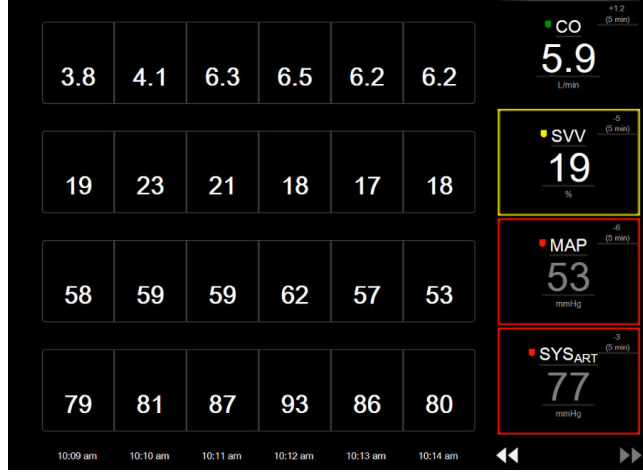 +1.2
(5 min)
CO
5.9
L/min
3.8 4.1 6.3 6.5 6.2 6.2
-5
(5 min)
SVV
19
%
19 23 21 18 17 18
-6
(5 min)
MAP
53
mmHg
58 59 59 62 57 53
-3
(5 min)
SYSART
77
mmHg
79 81 87 93 86 80
10:09 am 10:10 am 10:11 am 10:12 am 10:13 am 10:14 am